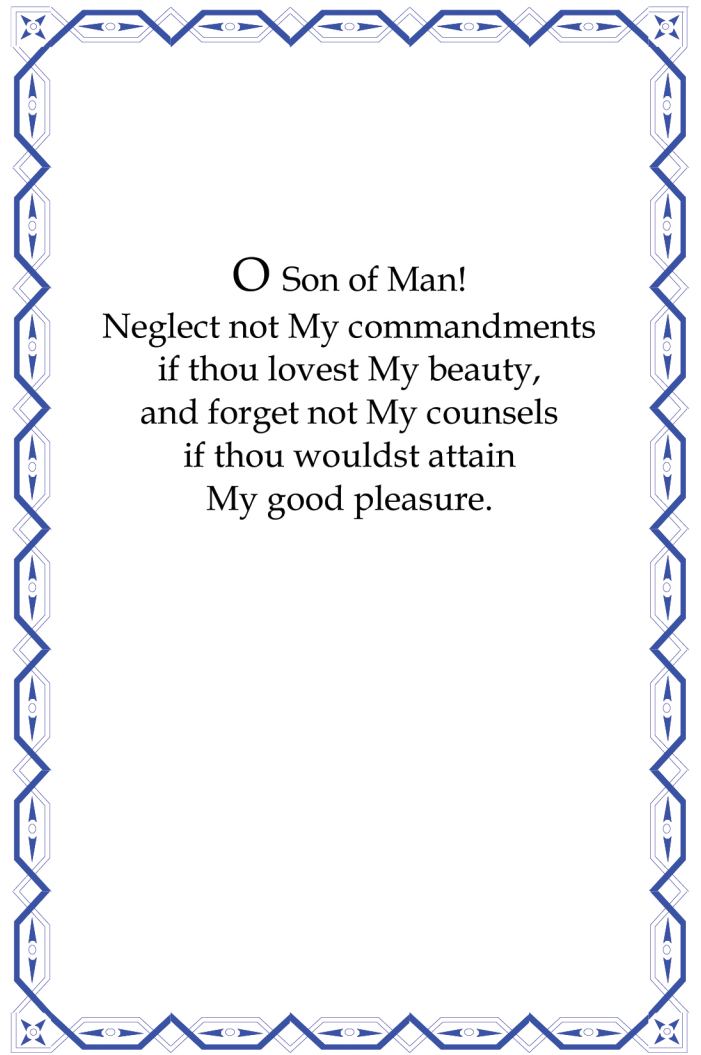 O Son of Man!
Neglect not My commandments
if thou lovest My beauty,
and forget not My counsels
if thou wouldst attain
My good pleasure.